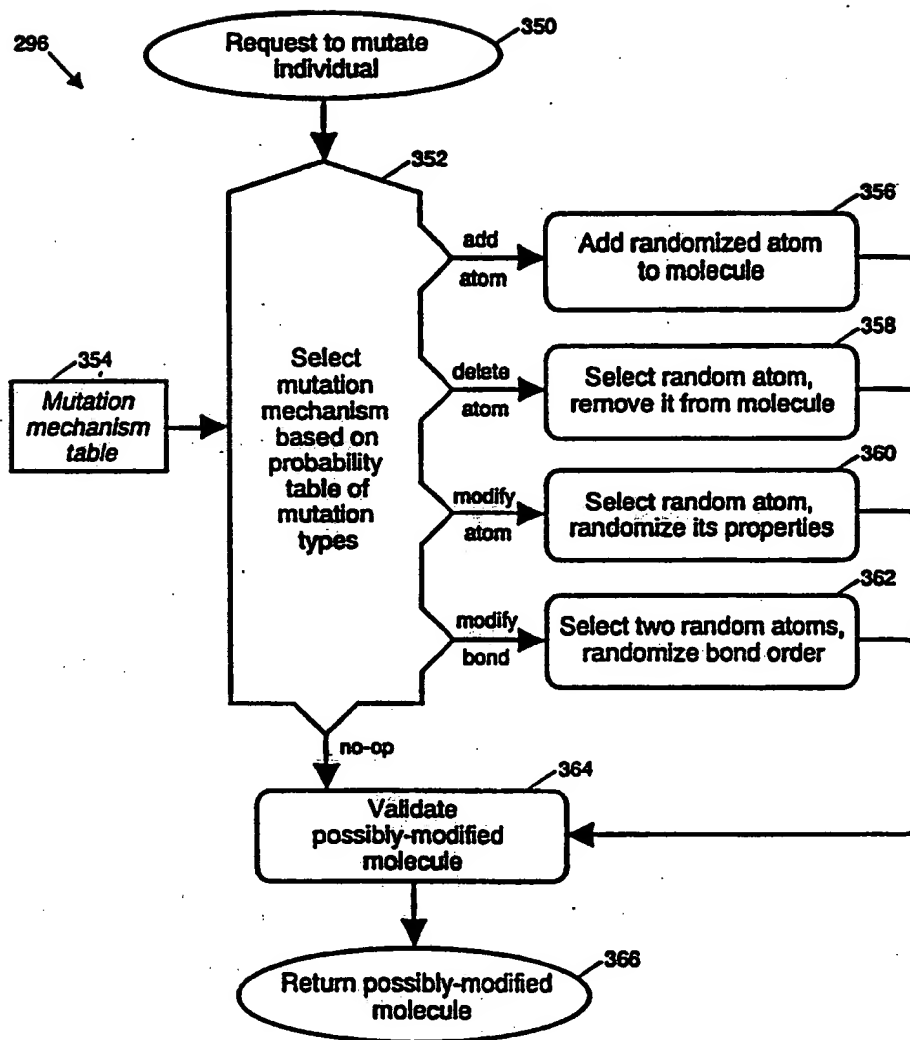 296
350
Request to mutate
individual
352
354
Mutation
mechanism
table
Select
mutation
mechanism
based on
probability
table of
mutation
types
add
atom
356
Add randomized atom
to molecule
delete
atom
358
Select random atom,
remove it from molecule
modify
atom
360
Select random atom,
randomize its properties
modify
bond
362
Select two random atoms,
randomize bond order
no-op
364
Validate
possibly-modified
molecule
366
Return possibly-modified
molecule